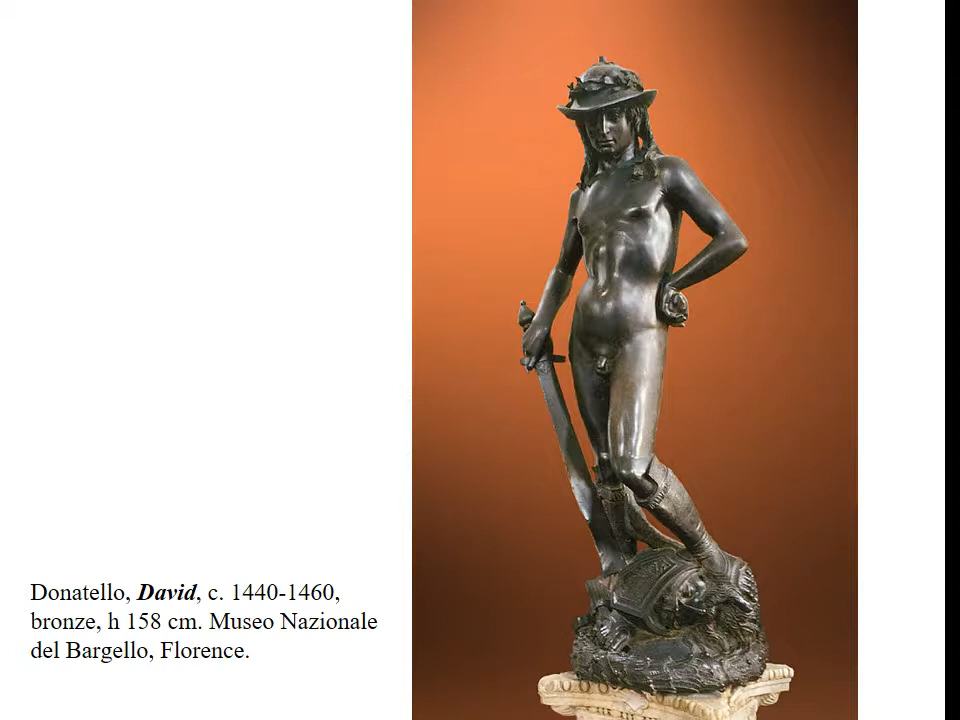 Donatello, David, c. 1440-1460,
bronze, h 158 cm. Museo Nazionale
del Bargello, Florence.